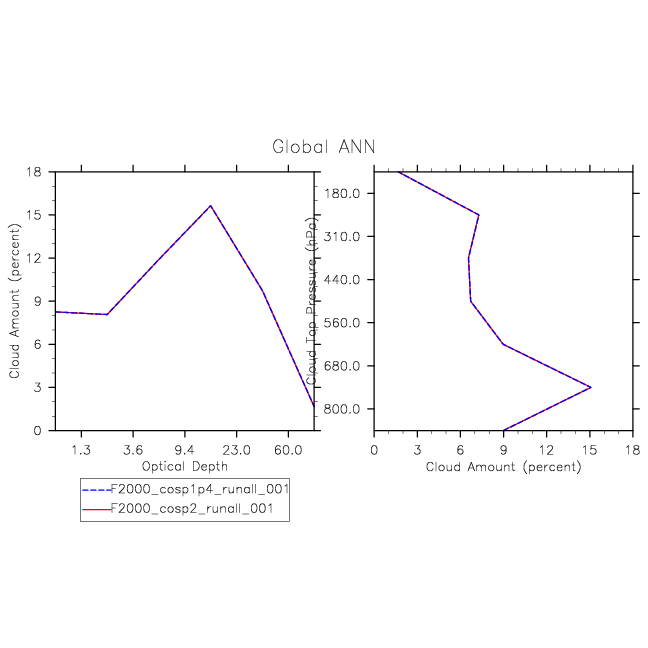 Global ANN
Cloud Amount (percent)
18
15
12
9
6
3
0
1.3 3.6 9.4 23.0 60.0
Optical Depth
Cloud Top Pressure (hPa)
180.0
310.0
440.0
560.0
680.0
800.0
0 3 6 9 12 15 18
Cloud Amount (percent)
F2000_cosp1p4_runall_001
F2000_cosp2_runall_001